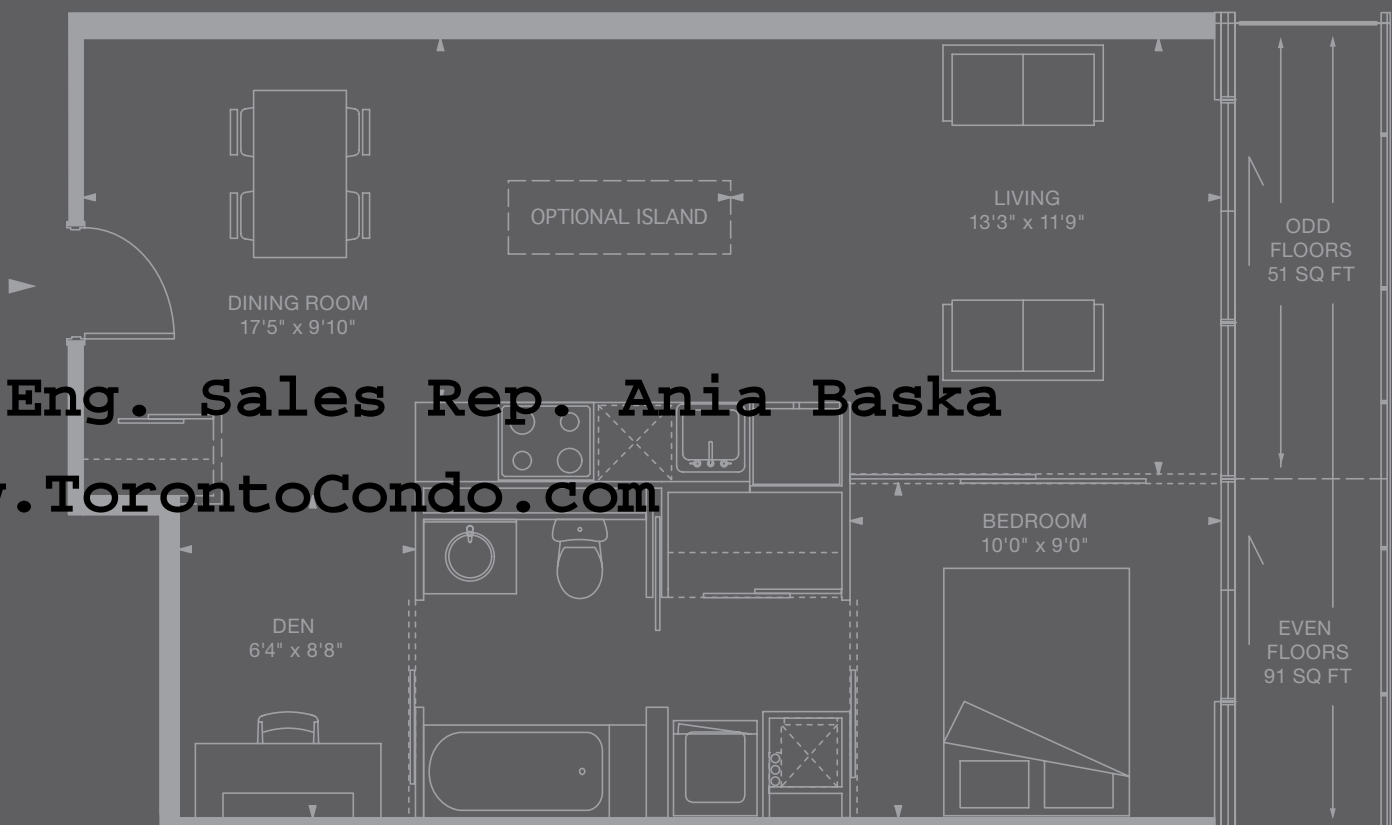 OPTIONAL ISLAND
LIVING
13'3" x 11'9"
ODD
FLOORS
51 SQ FT
DINING ROOM
17'5" x 9'10"
Eng. Sales Rep. Ania Baska
.TorontoCondo.com
BEDROOM
10'0" x 9'0"
DEN
6'4" x 8'8"
EVEN
FLOORS
91 SQ FT